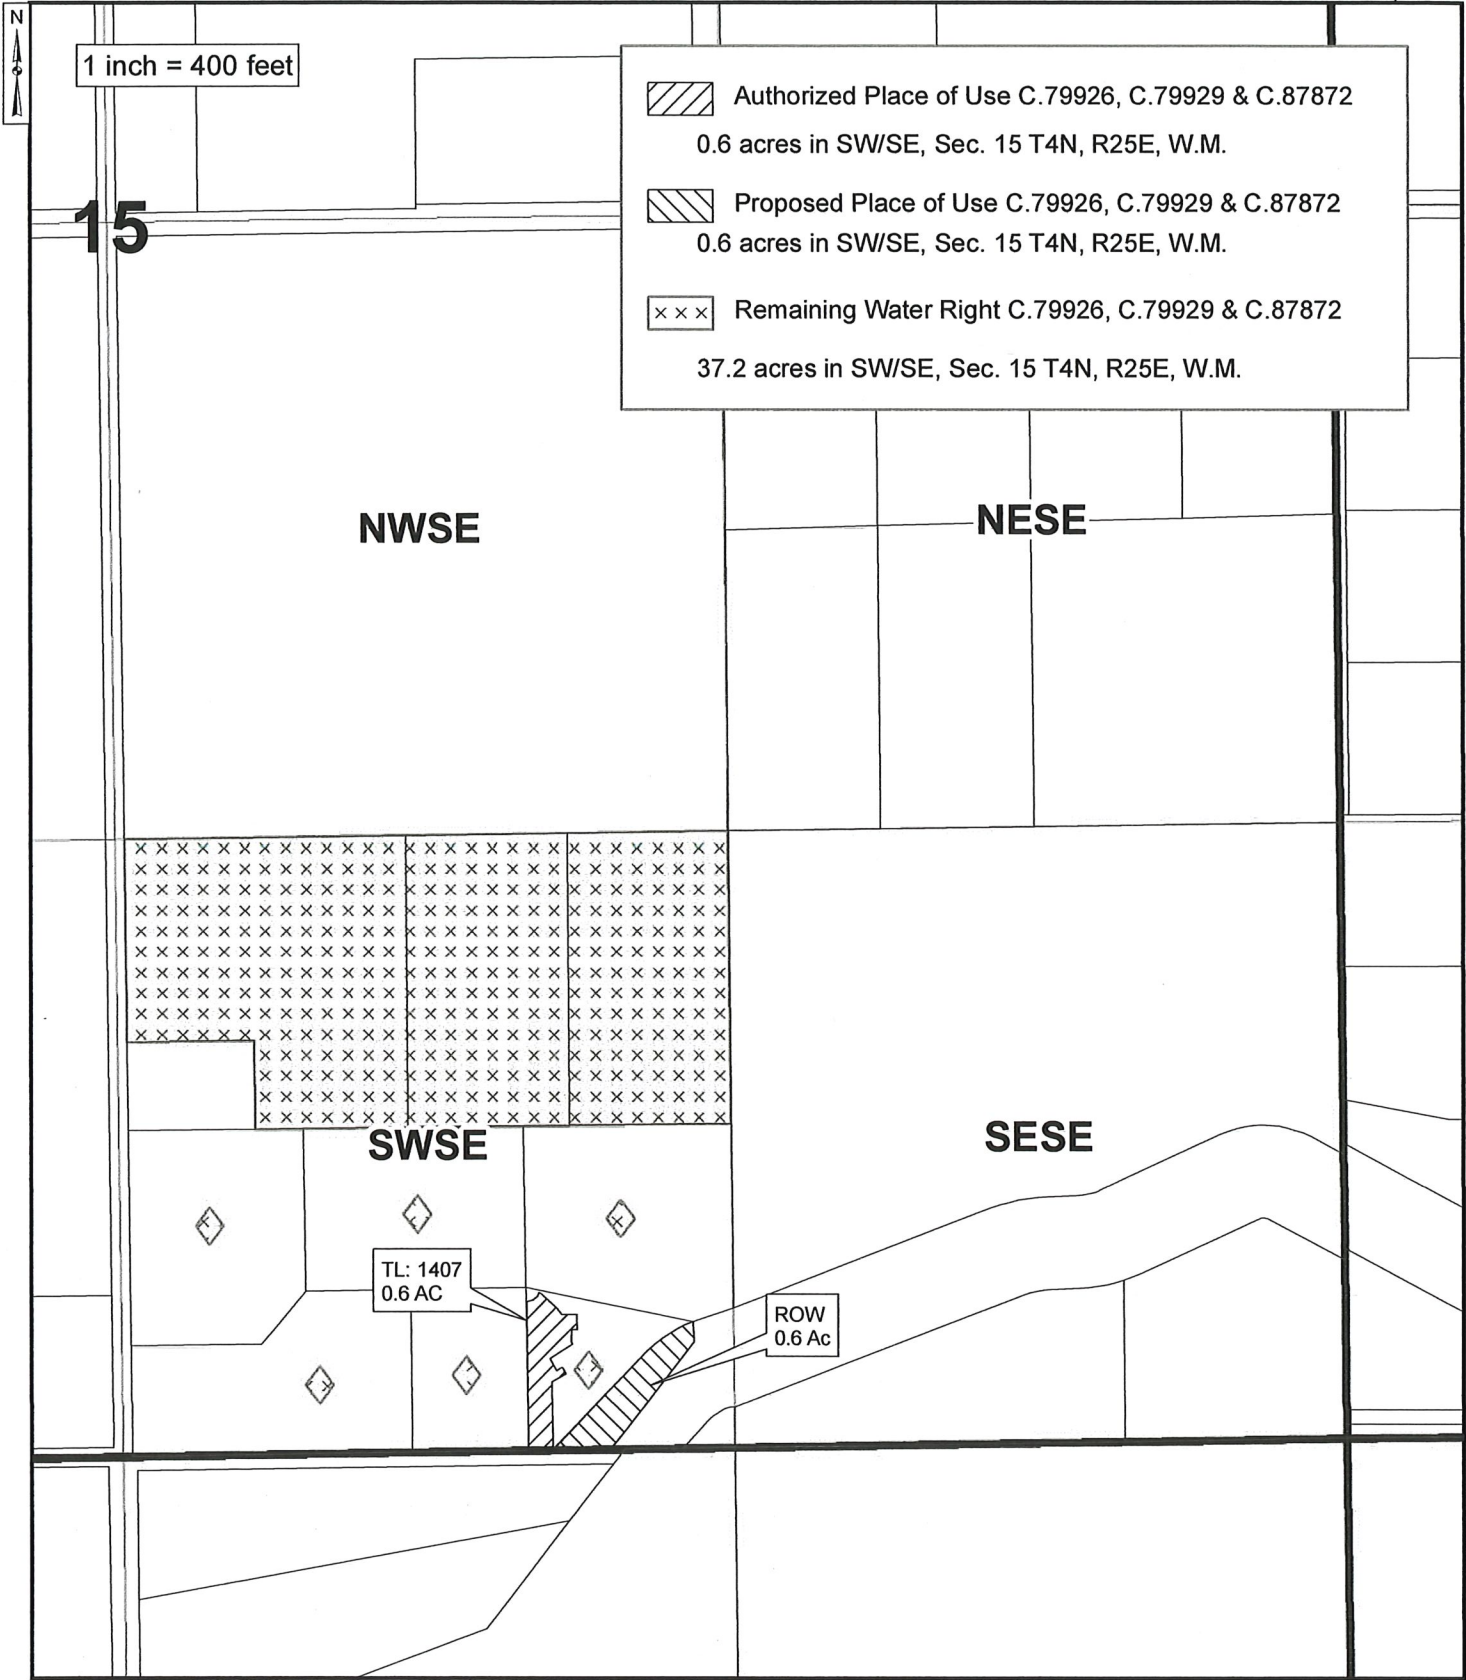 N
1 inch = 400 feet
Authorized Place of Use C.79926, C.79929 & C.87872
0.6 acres in SW/SE, Sec. 15 T4N, R25E, W.M.
Proposed Place of Use C.79926, C.79929 & C.87872
0.6 acres in SW/SE, Sec. 15 T4N, R25E, W.M.
Remaining Water Right C.79926, C.79929 & C.87872
37.2 acres in SW/SE, Sec. 15 T4N, R25E, W.M.
15
NWSE
NESE
SWSE
SESE
TL: 1407
0.6 AC
ROW
0.6 Ac